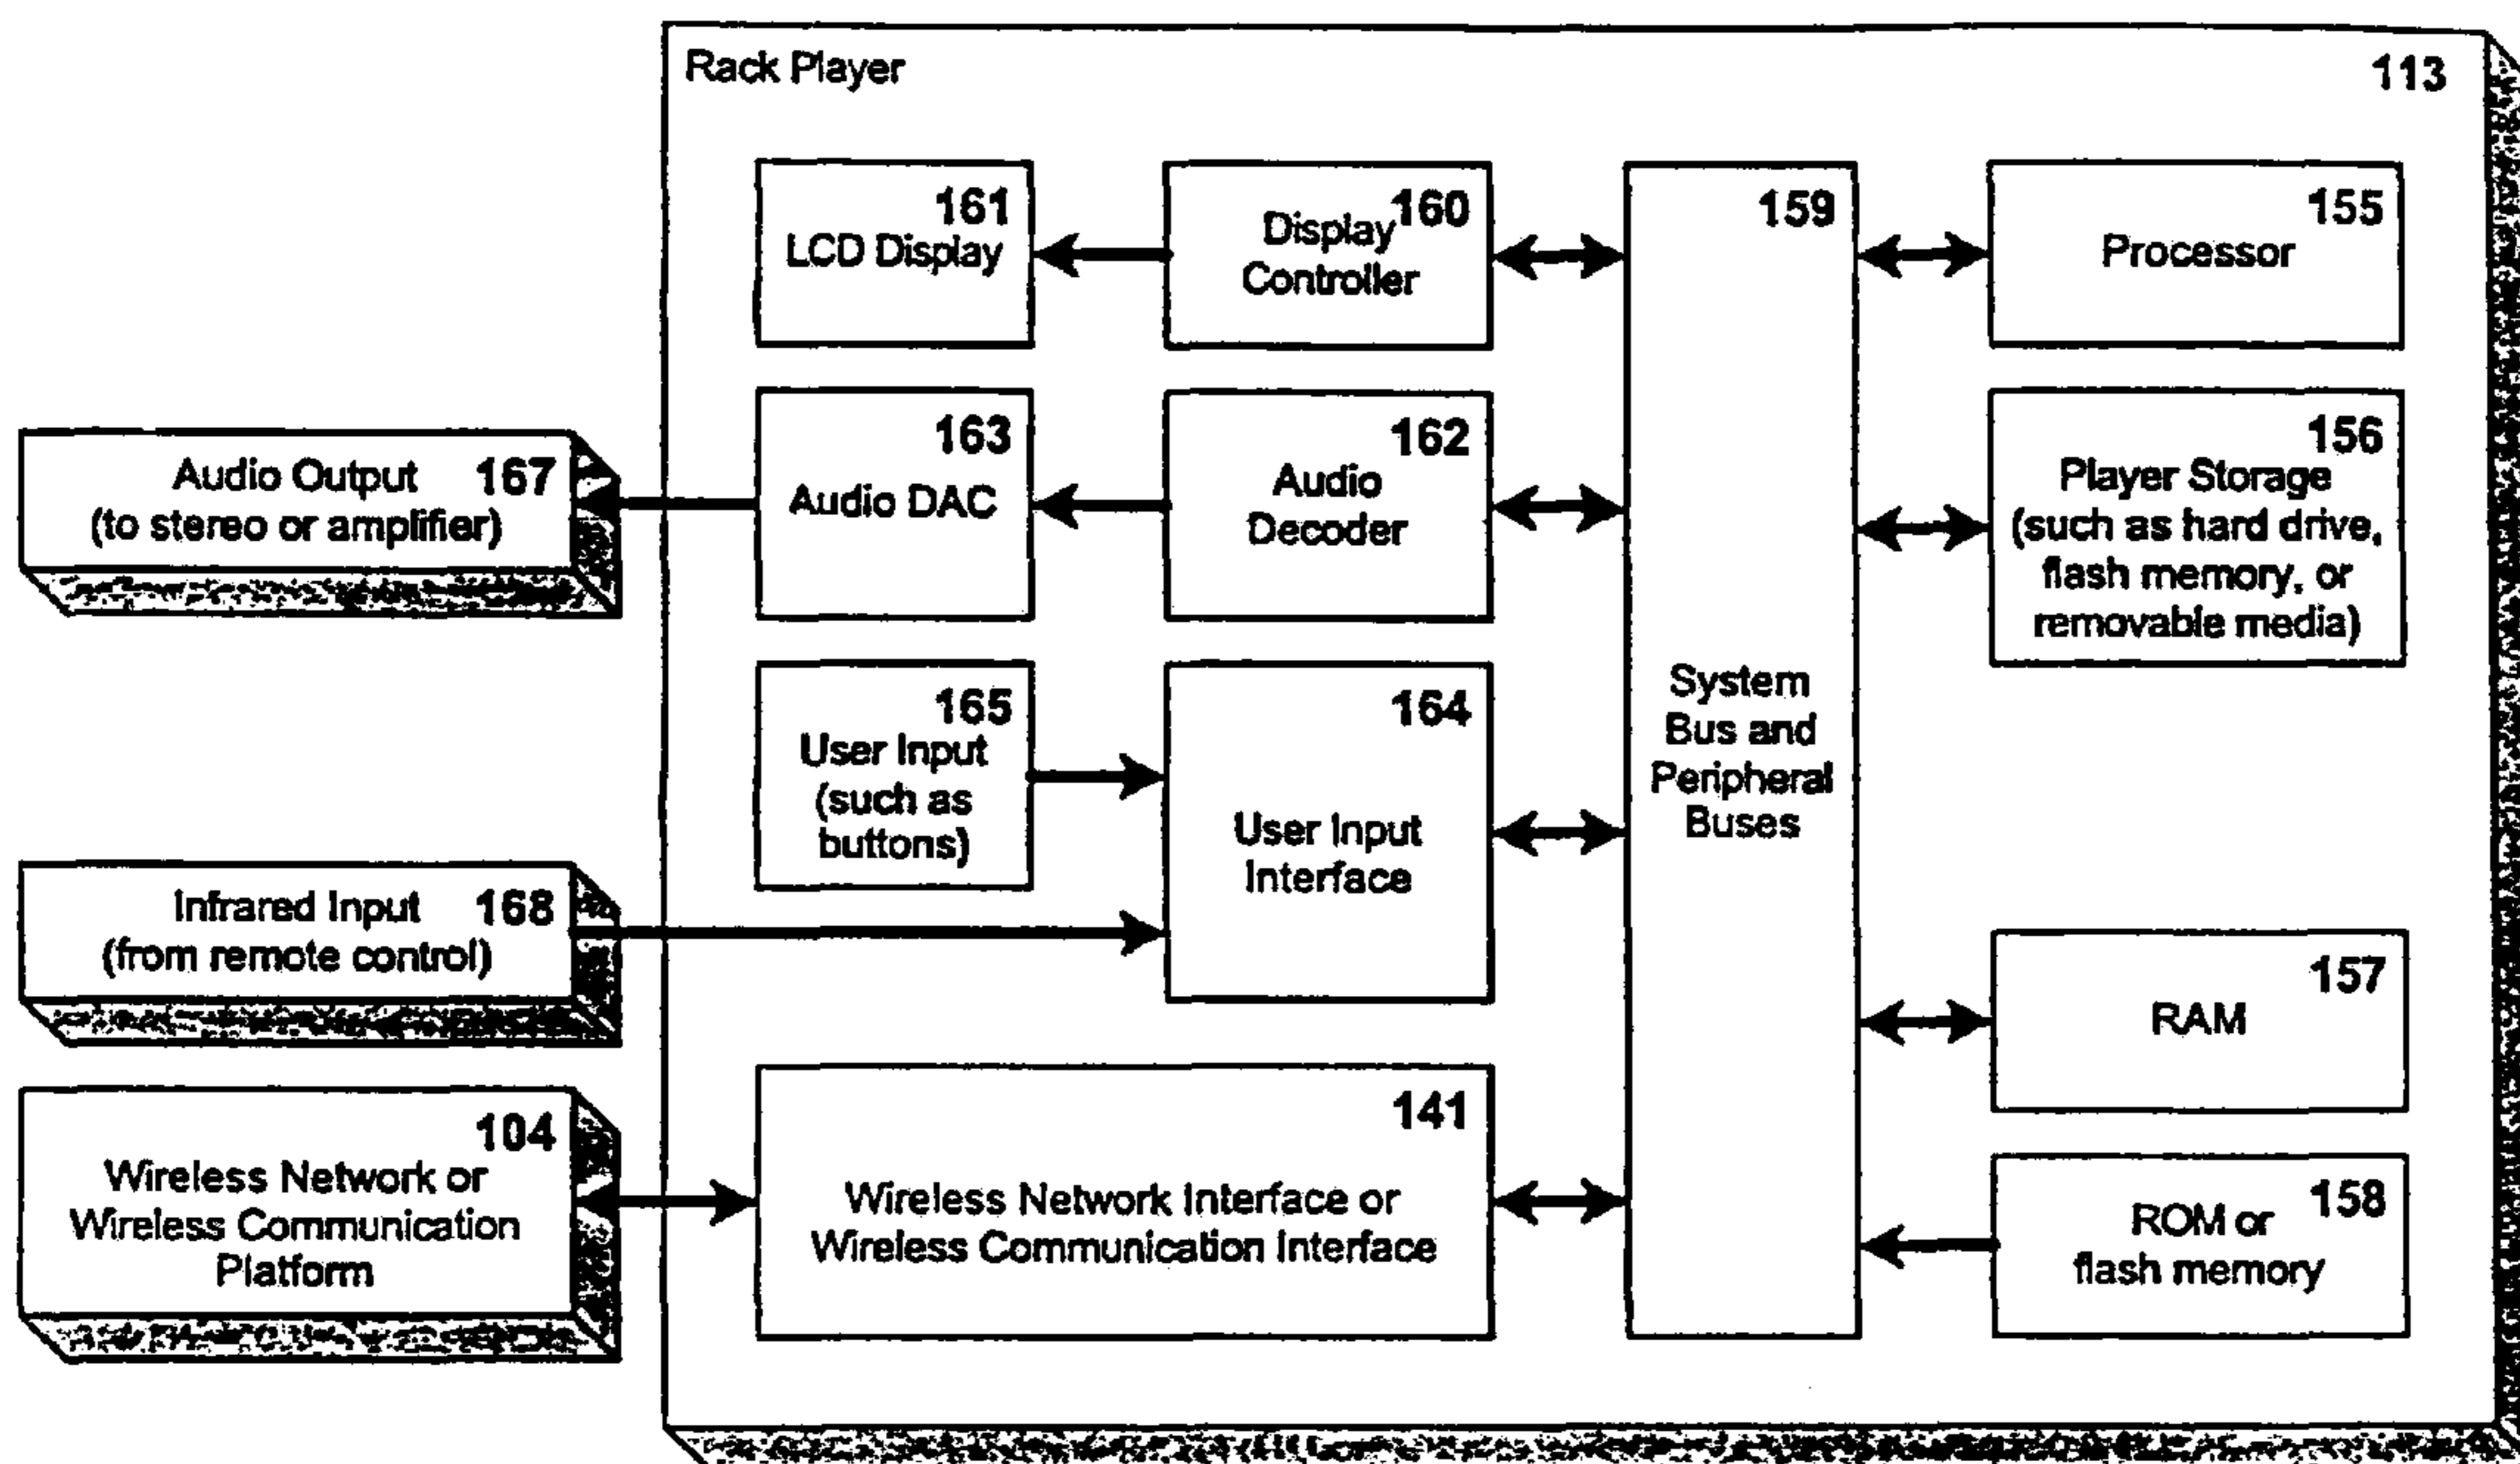 Rack Player
113
161
LCD Display
160
Display
Controller
159
System
Bus and
Peripheral
Buses
155
Processor
167
Audio Output
(to stereo or amplifier)
163
Audio DAC
162
Audio
Decoder
156
Player Storage
(such as hard drive,
flash memory, or
removable media)
165
User Input
(such as
buttons)
164
User Input
Interface
168
Infrared Input
(from remote control)
157
RAM
104
Wireless Network or
Wireless Communication
Platform
141
Wireless Network Interface or
Wireless Communication Interface
158
ROM or
flash memory